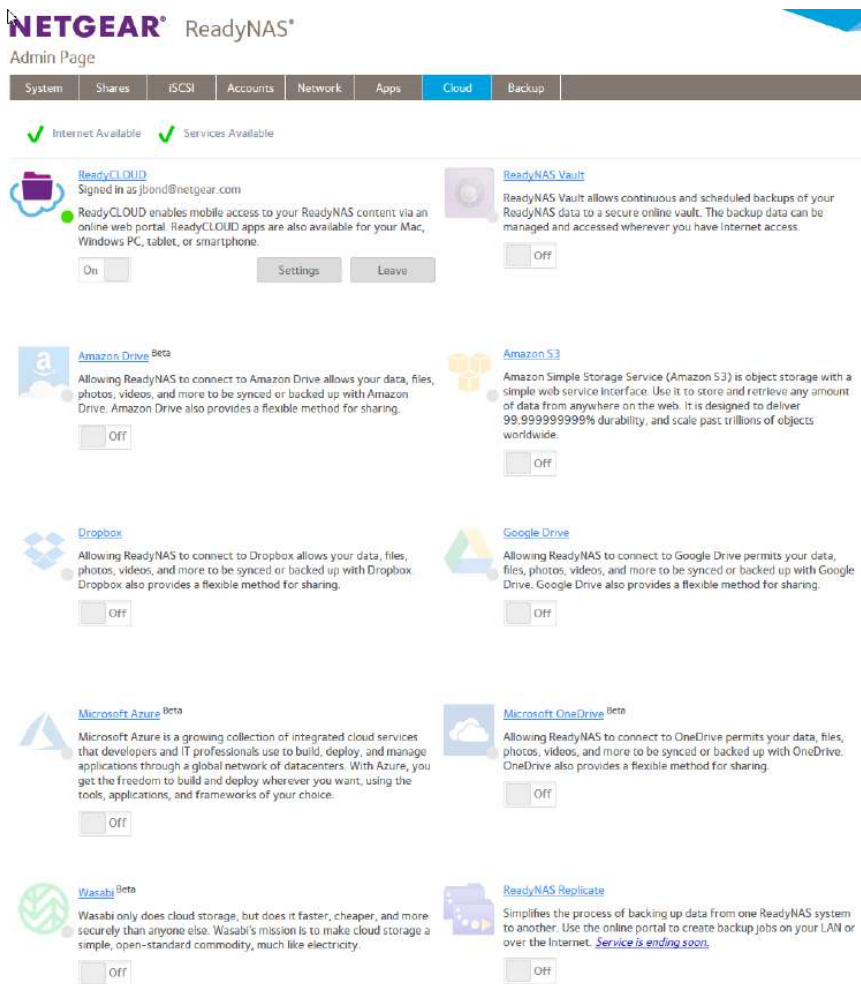 NETGEAR® ReadyNAS®
Admin Page
System Shares iSCSI Accounts Network Apps Cloud Backup
Internet Available Services Available
ReadyCLOUD
Signed in as jbond@netgear.com
ReadyCLOUD enables mobile access to your ReadyNAS content via an
online web portal. ReadyCLOUD apps are also available for your Mac,
Windows PC, tablet, or smartphone.
On Settings Leave
ReadyNAS Vault
ReadyNAS Vault allows continuous and scheduled backups of your
ReadyNAS data to a secure online vault. The backup data can be
managed and accessed wherever you have Internet access.
Off
Amazon Drive Beta
Allowing ReadyNAS to connect to Amazon Drive allows your data, files,
photos, videos, and more to be synced or backed up with Amazon
Drive. Amazon Drive also provides a flexible method for sharing.
Off
Amazon S3
Amazon Simple Storage Service (Amazon S3) is object storage with a
simple web service interface. Use it to store and retrieve any amount
of data from anywhere on the web. It is designed to deliver
99.999999999% durability, and scale past trillions of objects
worldwide.
Off
Dropbox
Allowing ReadyNAS to connect to Dropbox allows your data, files,
photos, videos, and more to be synced or backed up with Dropbox.
Dropbox also provides a flexible method for sharing.
Off
Google Drive
Allowing ReadyNAS to connect to Google Drive permits your data,
files, photos, videos, and more to be synced or backed up with Google
Drive. Google Drive also provides a flexible method for sharing.
Off
Microsoft Azure Beta
Microsoft Azure is a growing collection of integrated cloud services
that developers and IT professionals use to build, deploy, and manage
applications through a global network of datacenters. With Azure, you
get the freedom to build and deploy wherever you want, using the
tools, applications, and frameworks of your choice.
Off
Microsoft OneDrive Beta
Allowing ReadyNAS to connect to OneDrive permits your data, files,
photos, videos, and more to be synced or backed up with OneDrive.
OneDrive also provides a flexible method for sharing.
Off
Wasabi Beta
Wasabi only does cloud storage, but does it faster, cheaper, and more
securely than anyone else. Wasabi's mission is to make cloud storage a
simple, open-standard commodity, much like electricity.
Off
ReadyNAS Replicate
Simplifies the process of backing up data from one ReadyNAS system
to another. Use the online portal to create backup jobs on your LAN or
over the Internet. Service is ending soon.
Off